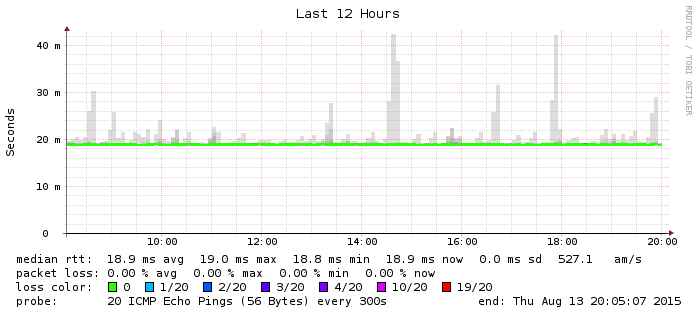 Last 12 Hours
RRDTOOL / TOBI OETIKER
Seconds
40 m
30 m
20 m
10 m
0
10:00 12:00 14:00 16:00 18:00 20:00
median rtt: 18.9 ms avg 19.0 ms max 18.8 ms min 18.9 ms now 0.0 ms sd 527.1 am/s
packet loss: 0.00 % avg 0.00 % max 0.00 % min 0.00 % now
loss color: 0 1/20 2/20 3/20 4/20 10/20 19/20
probe: 20 ICMP Echo Pings (56 Bytes) every 300s end: Thu Aug 13 20:05:07 2015